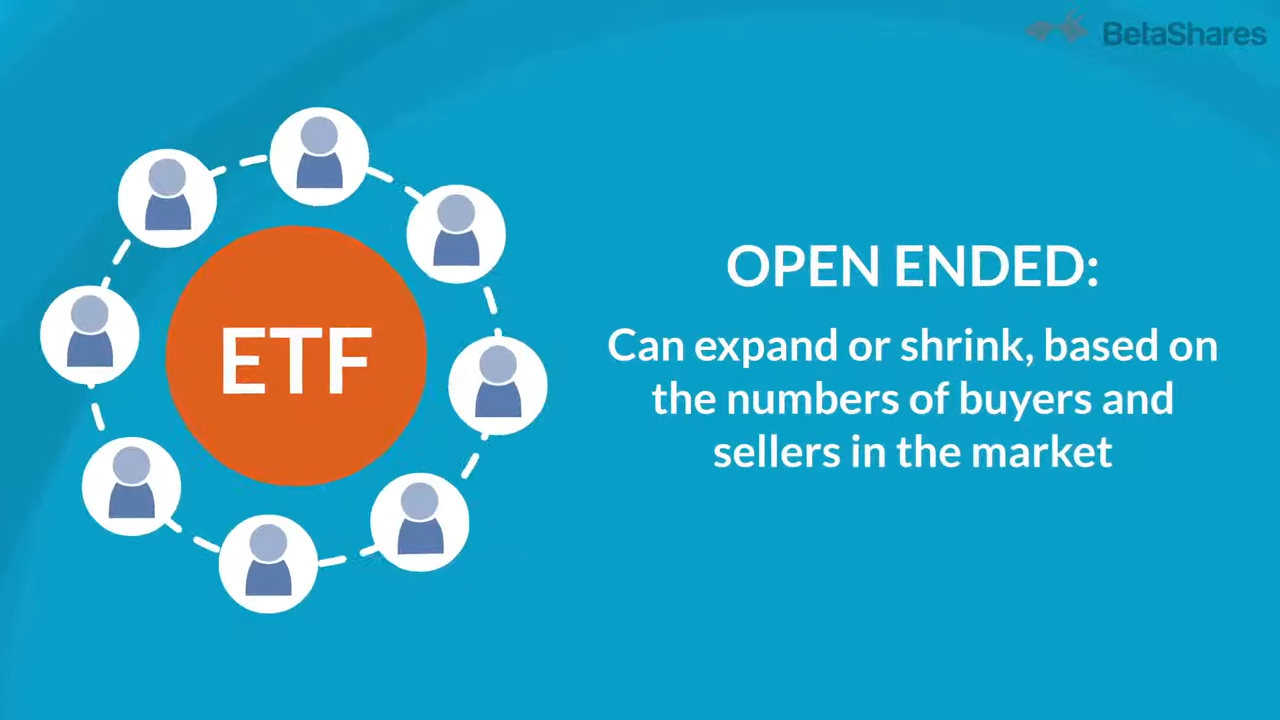 BetaShares
ETF
OPEN ENDED:
Can expand or shrink, based on
the numbers of buyers and
sellers in the market